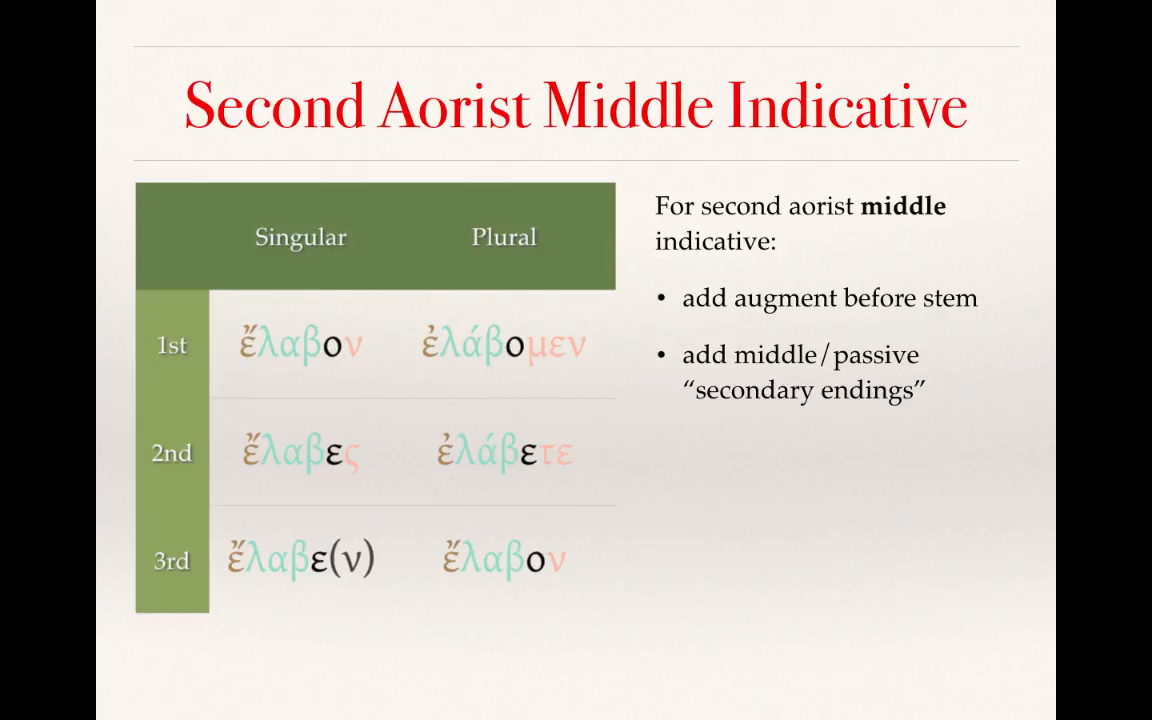 Second Aorist Middle Indicative
Singular Plural
1st ἔλαβον ἐλάβομεν
2nd ἔλαβες ἐλάβετε
3rd ἔλαβε(ν) ἔλαβον
For second aorist middle
indicative:
• add augment before stem
• add middle/passive
“secondary endings”